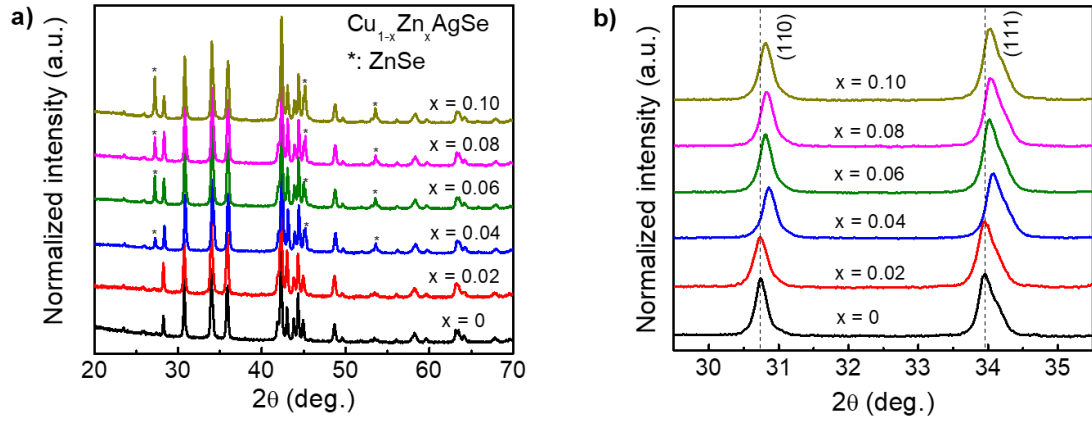 a)
Normalized intensity (a.u.)
Cu1-xZnxAgSe
*: ZnSe
* * * x = 0.10
* * * x = 0.08
* * * x = 0.06
* * * x = 0.04
x = 0.02
x = 0
20 30 40 50 60 70
2θ (deg.)
b)
Normalized intensity (a.u.)
(110) (111)
x = 0.10
x = 0.08
x = 0.06
x = 0.04
x = 0.02
x = 0
30 31 32 33 34 35
2θ (deg.)